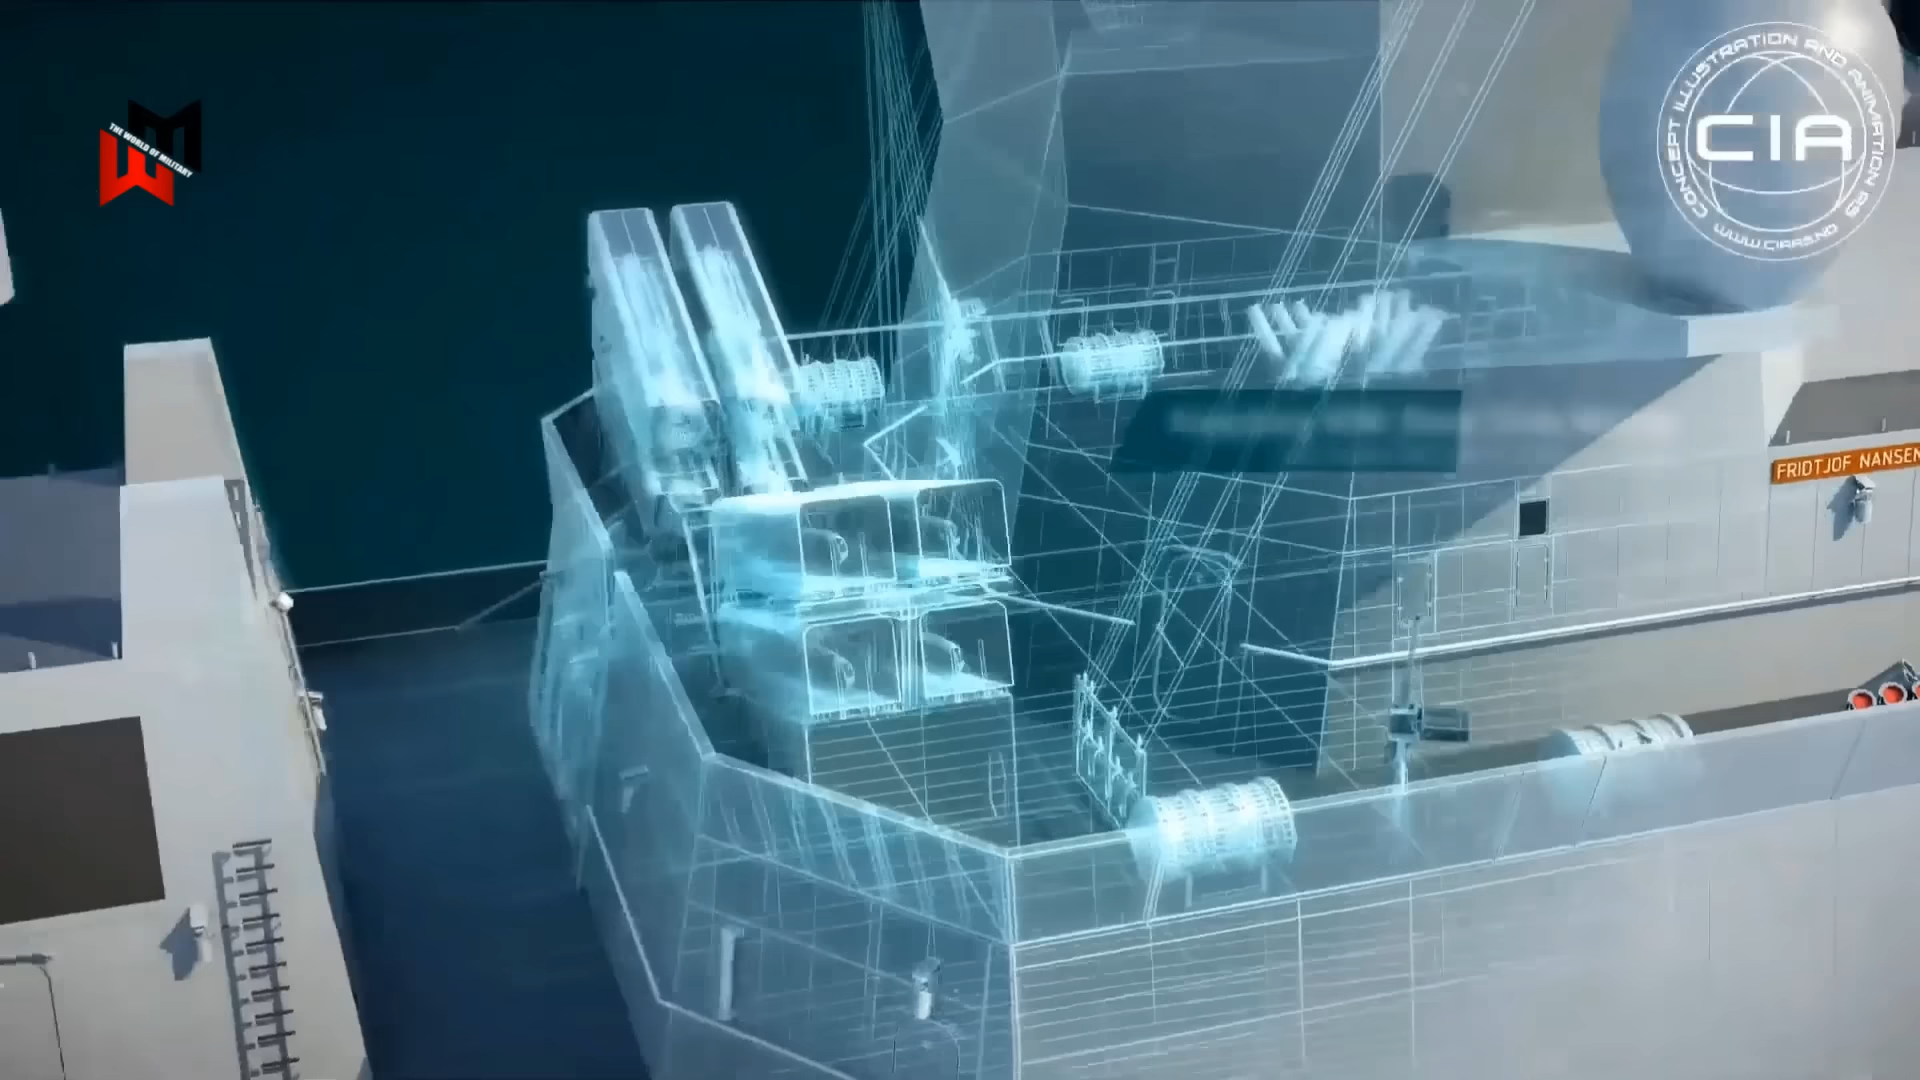 THE WORLD OF MILITARY
CONCEPT ILLUSTRATION AND ANIMATION AS
CIA
WWW.CIAAS.NO
FRIDTJOF NANSEN